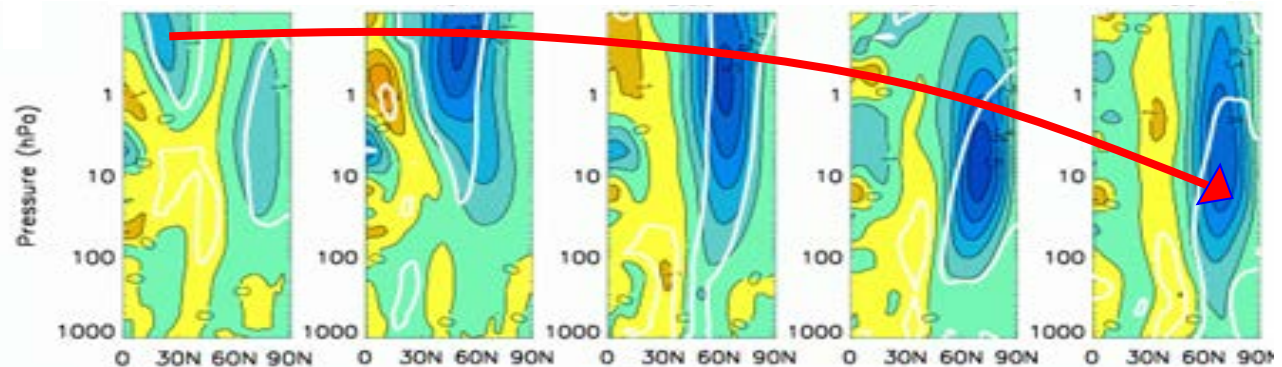 Pressure (hPa)
1 1 1 1 1
10 10 10 10 10
100 100 100 100 100
1000 1000 1000 1000 1000
0 30N 60N 90N 0 30N 60N 90N 0 30N 60N 90N 0 30N 60N 90N 0 30N 60N 90N